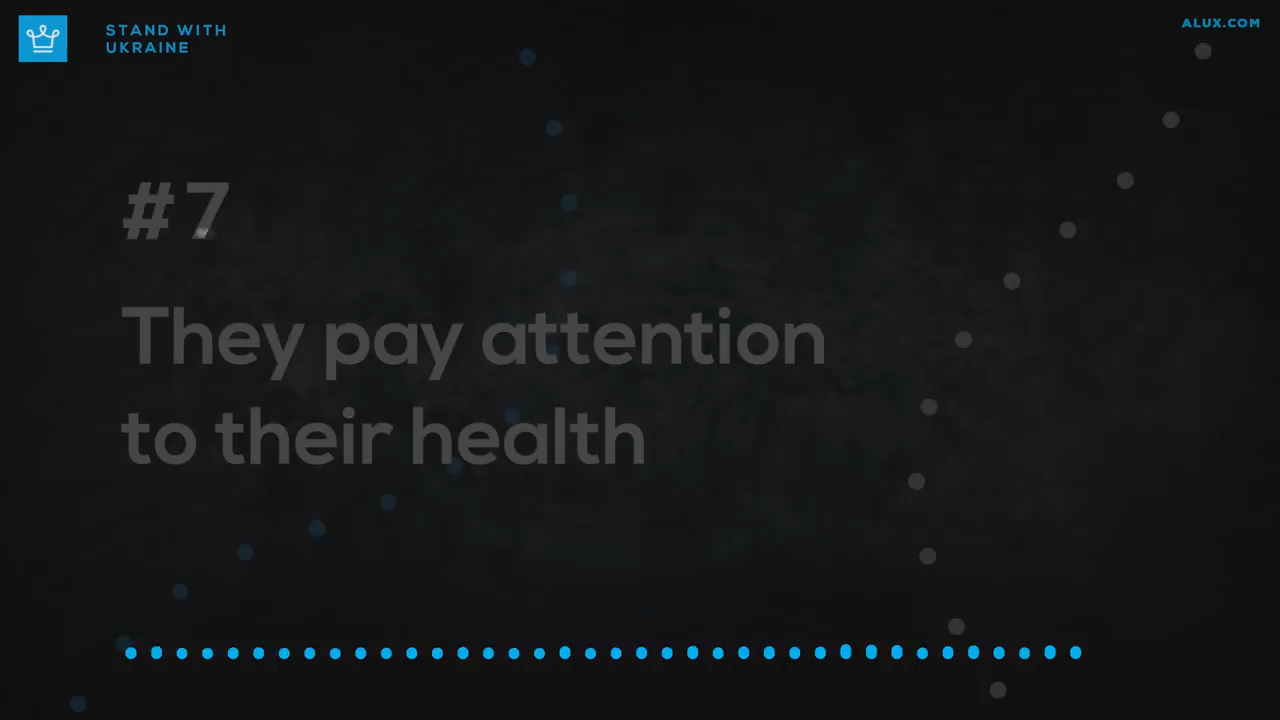 STAND WITH
UKRAINE
ALUX.COM
#7
They pay attention
to their health